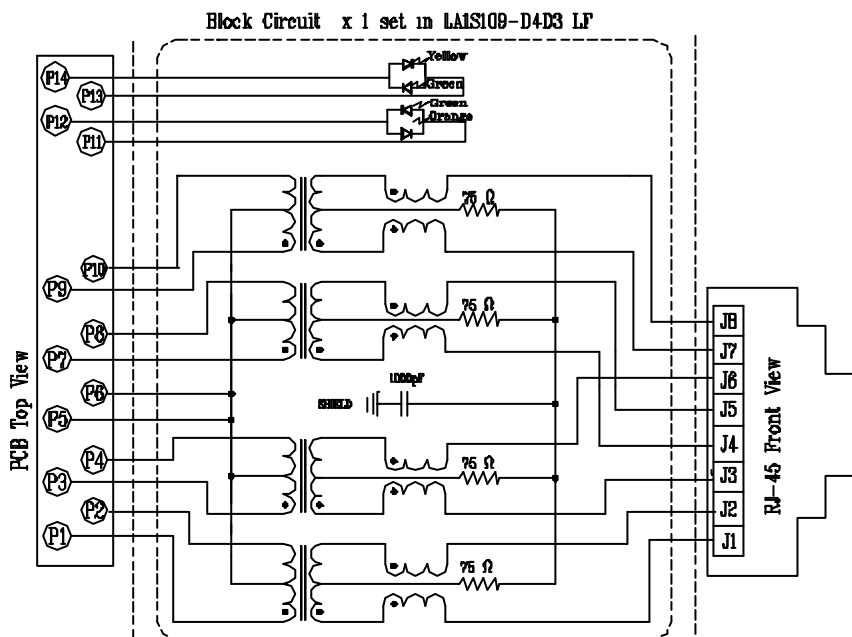 Block Circuit x 1 set in LA1S109-D4D3 LF
P14
Yellow
P13
Green
P12
Green
Orange
P11
75 Ω
P10
P9
75 Ω
P8
J8
P7
J7
1000pF
J6
P6
SHIELD
J5
P5
J4
P4
75 Ω
J3
P3
J2
P2
J1
P1
75 Ω
PCB Top View
RJ-45 Front View